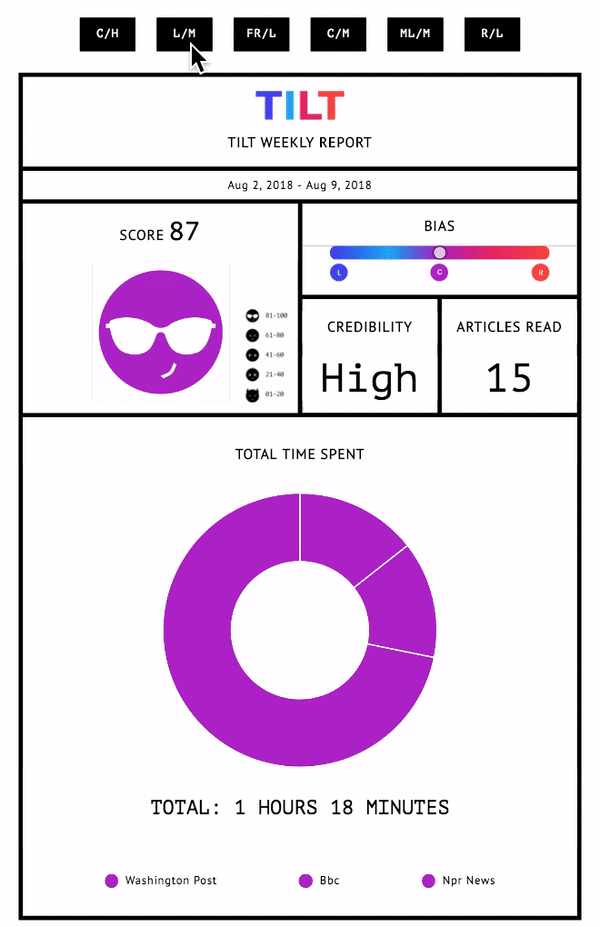 C/H L/M FR/L C/M ML/M R/L
TILT
TILT WEEKLY REPORT
Aug 2, 2018 - Aug 9, 2018
SCORE 87
81-100
61-80
41-60
21-40
01-20
BIAS
L C R
CREDIBILITY
High
ARTICLES READ
15
TOTAL TIME SPENT
TOTAL: 1 HOURS 18 MINUTES
Washington Post Bbc Npr News